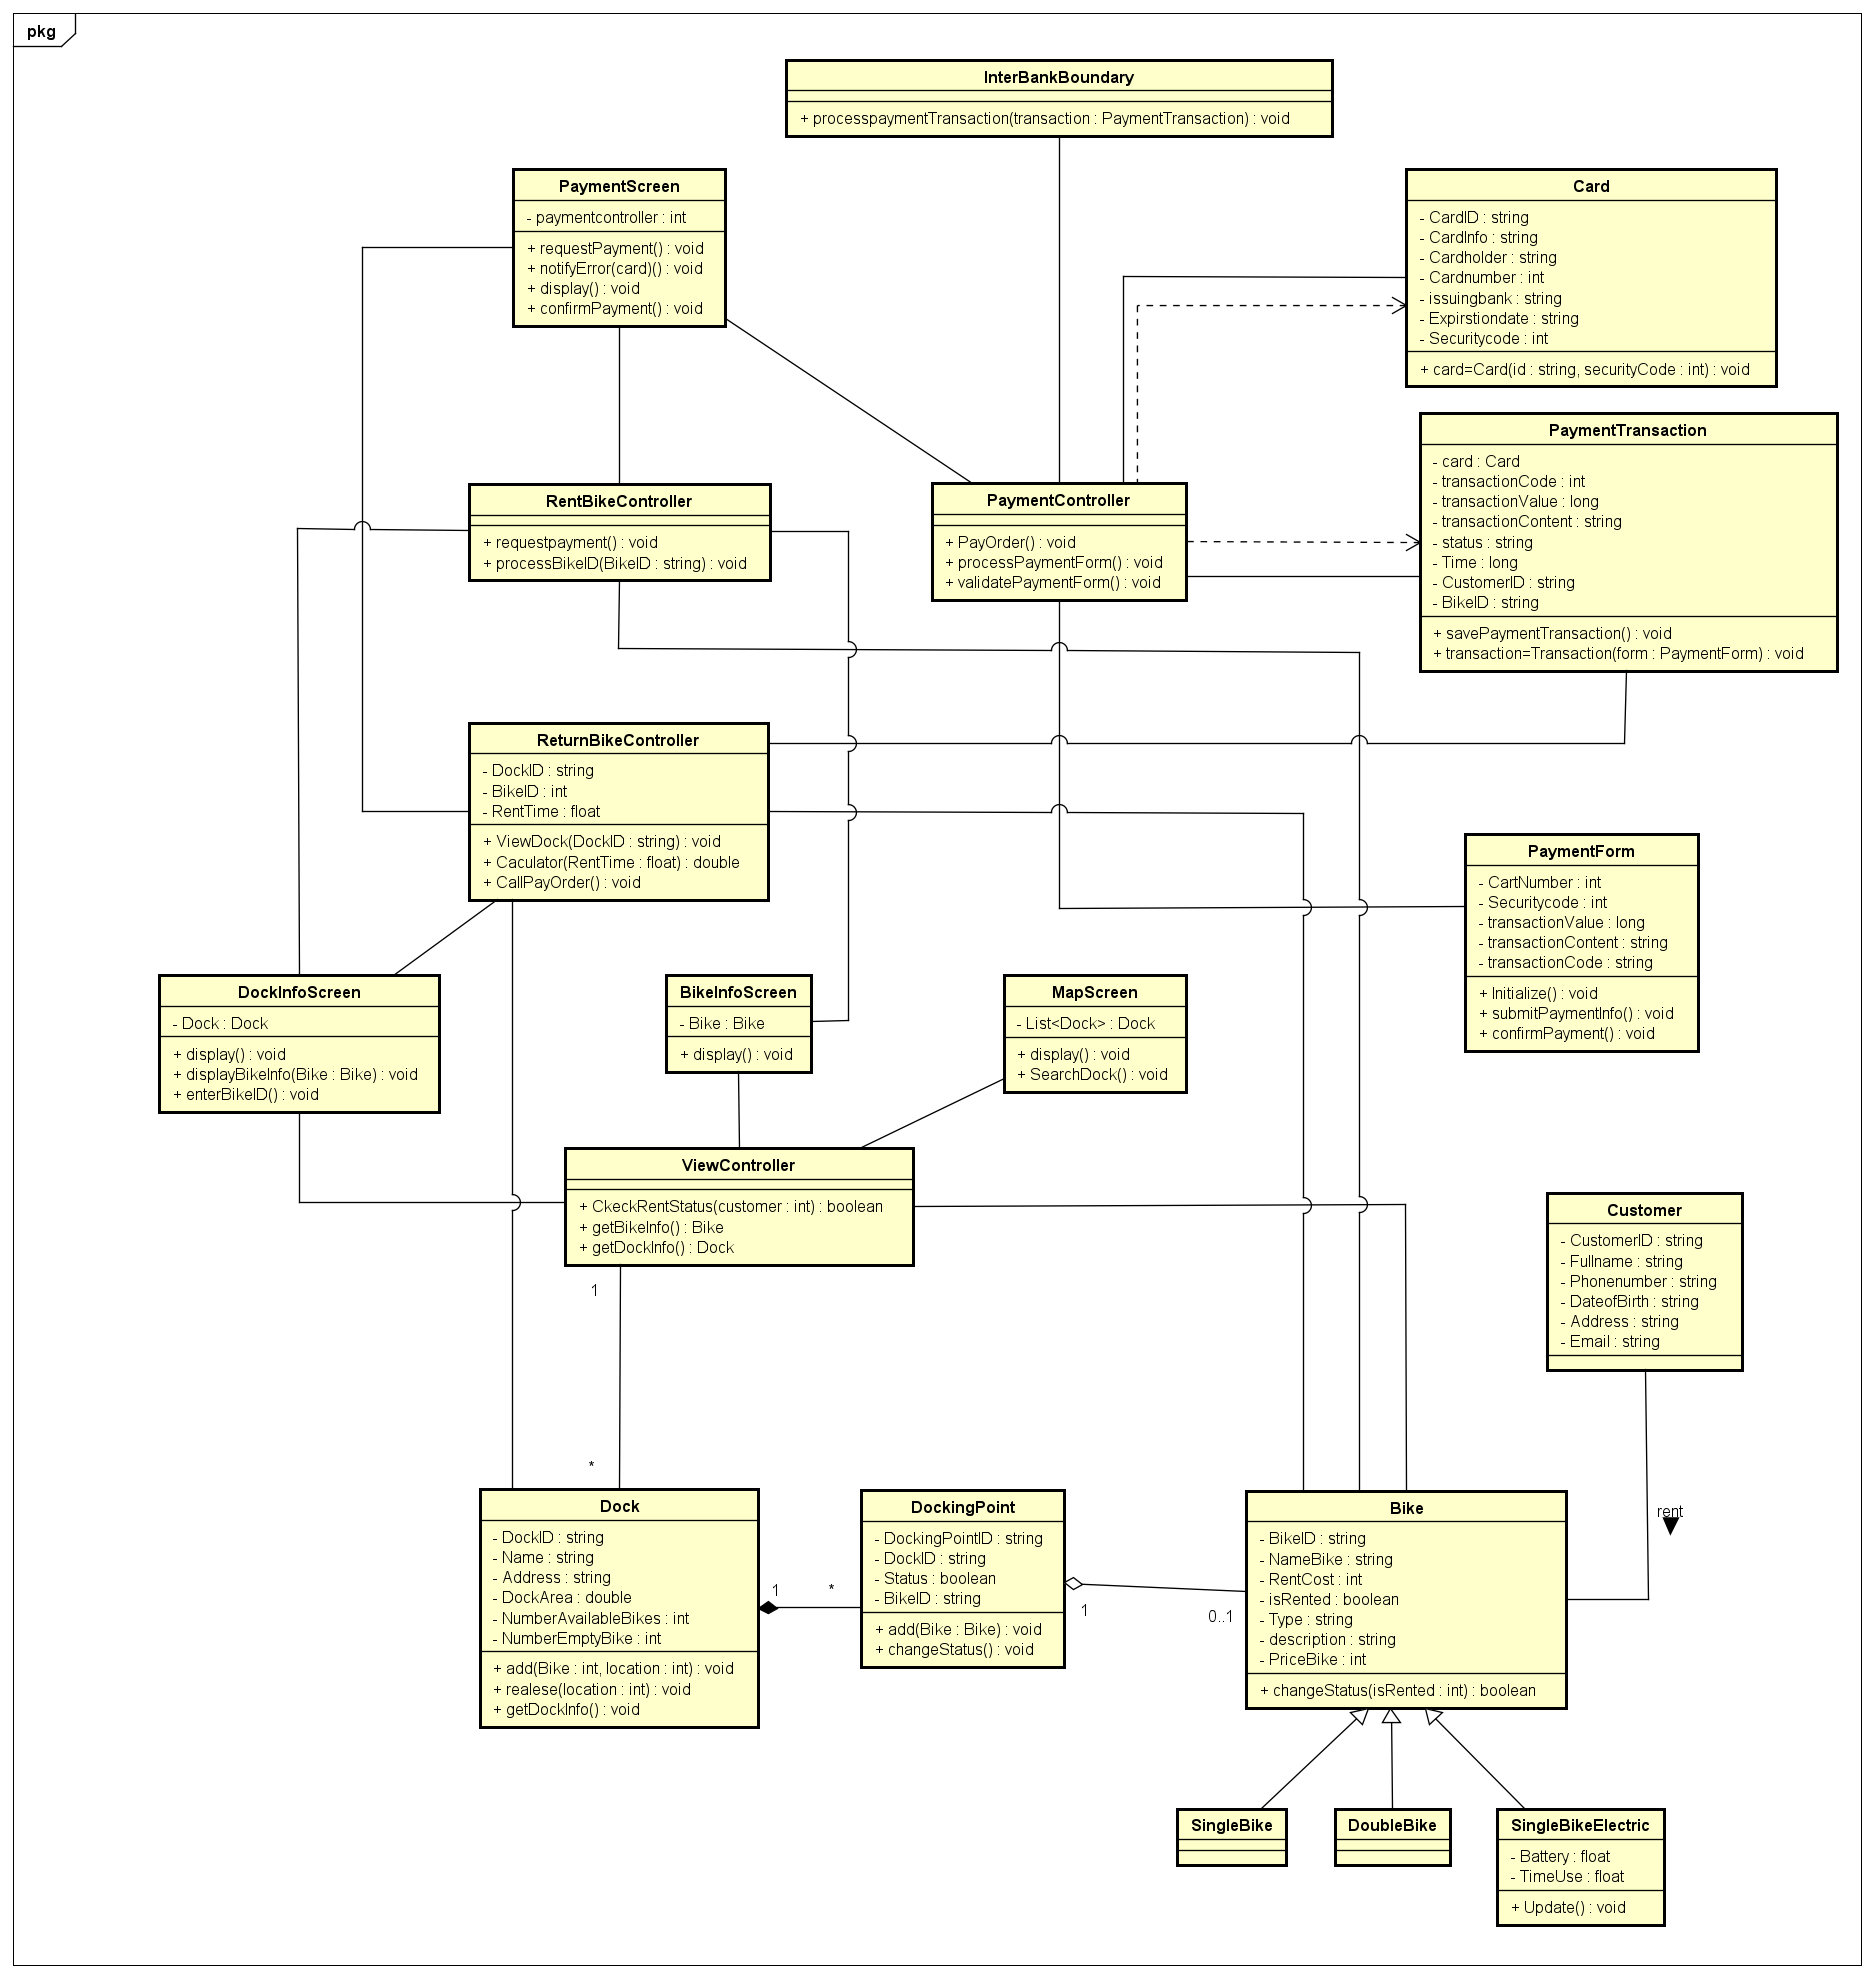 pkg
InterBankBoundary
+ processpaymentTransaction(transaction : PaymentTransaction) : void
PaymentScreen
- paymentcontroller : int
+ requestPayment() : void
+ notifyError(card)() : void
+ display() : void
+ confirmPayment() : void
Card
- CardID : string
- CardInfo : string
- Cardholder : string
- Cardnumber : int
- issuingbank : string
- Expirstiondate : string
- Securitycode : int
+ card=Card(id : string, securityCode : int) : void
PaymentTransaction
- card : Card
- transactionCode : int
- transactionValue : long
- transactionContent : string
- status : string
- Time : long
- CustomerID : string
- BikeID : string
+ savePaymentTransaction() : void
+ transaction=Transaction(form : PaymentForm) : void
RentBikeController
+ requestpayment() : void
+ processBikeID(BikeID : string) : void
PaymentController
+ PayOrder() : void
+ processPaymentForm() : void
+ validatePaymentForm() : void
ReturnBikeController
- DockID : string
- BikeID : int
- RentTime : float
+ ViewDock(DockID : string) : void
+ Caculator(RentTime : float) : double
+ CallPayOrder() : void
PaymentForm
- CartNumber : int
- Securitycode : int
- transactionValue : long
- transactionContent : string
- transactionCode : string
+ Initialize() : void
+ submitPaymentInfo() : void
+ confirmPayment() : void
DockInfoScreen
- Dock : Dock
+ display() : void
+ displayBikeInfo(Bike : Bike) : void
+ enterBikeID() : void
BikeInfoScreen
- Bike : Bike
+ display() : void
MapScreen
- List<Dock> : Dock
+ display() : void
+ SearchDock() : void
ViewController
+ CkeckRentStatus(customer : int) : boolean
+ getBikeInfo() : Bike
+ getDockInfo() : Dock
1
*
Customer
- CustomerID : string
- Fullname : string
- Phonenumber : string
- DateofBirth : string
- Address : string
- Email : string
rent
Dock
- DockID : string
- Name : string
- Address : string
- DockArea : double
- NumberAvailableBikes : int
- NumberEmptyBike : int
+ add(Bike : int, location : int) : void
+ realese(location : int) : void
+ getDockInfo() : void
1
*
DockingPoint
- DockingPointID : string
- DockID : string
- Status : boolean
- BikeID : string
+ add(Bike : Bike) : void
+ changeStatus() : void
1
0..1
Bike
- BikeID : string
- NameBike : string
- RentCost : int
- isRented : boolean
- Type : string
- description : string
- PriceBike : int
+ changeStatus(isRented : int) : boolean
SingleBike
DoubleBike
SingleBikeElectric
- Battery : float
- TimeUse : float
+ Update() : void